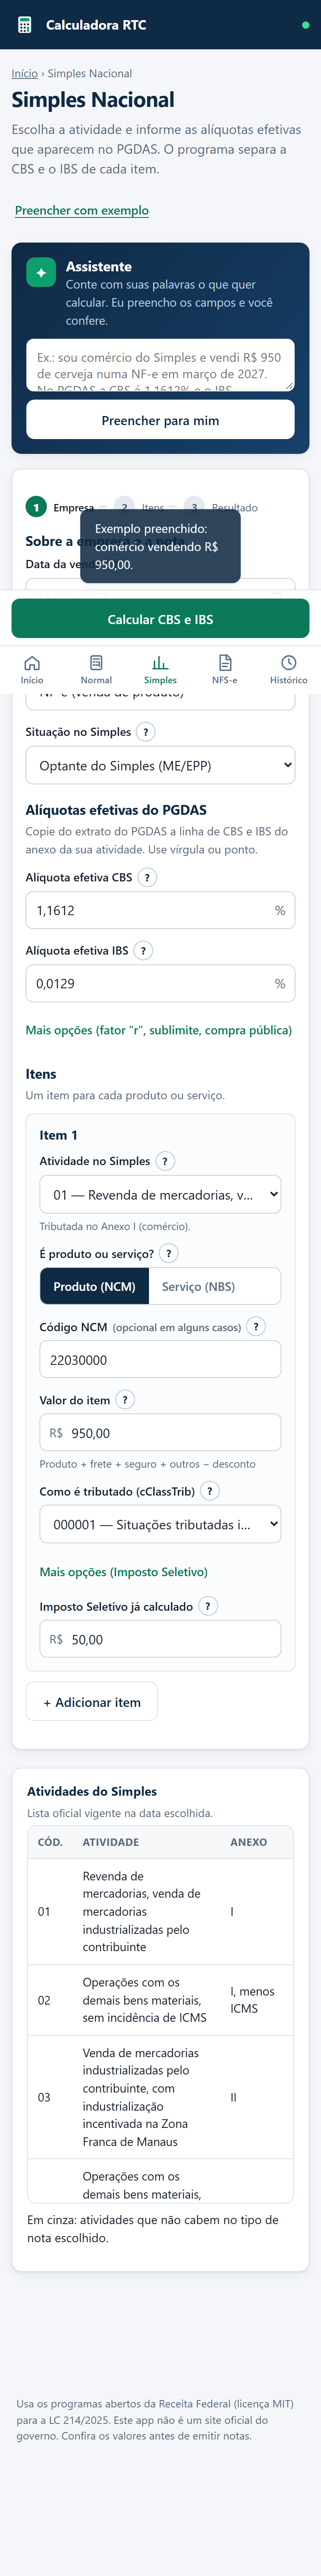 Calculadora RTC
Início › Simples Nacional
Simples Nacional
Escolha a atividade e informe as alíquotas efetivas
que aparecem no PGDAS. O programa separa a
CBS e o IBS de cada item.
Preencher com exemplo
Assistente
Conte com suas palavras o que quer
calcular. Eu preencho os campos e você
confere.
Ex.: sou comércio do Simples e vendi R$ 950
de cerveja numa NF-e em março de 2027.
No PGDAS a CBS é 1,1612% e o IBS
Preencher para mim
1 Empresa 2 Itens 3 Resultado
Sobre a empresa e a nota
Exemplo preenchido:
comércio vendendo R$
950,00.
Data da vend
Calcular CBS e IBS
Início Normal Simples NFS-e Histórico
NF-e (venda de produto)
Situação no Simples ?
Optante do Simples (ME/EPP)
Alíquotas efetivas do PGDAS
Copie do extrato do PGDAS a linha de CBS e IBS do
anexo da sua atividade. Use vírgula ou ponto.
Alíquota efetiva CBS ?
1,1612 %
Alíquota efetiva IBS ?
0,0129 %
Mais opções (fator "r", sublimite, compra pública)
Itens
Um item para cada produto ou serviço.
Item 1
Atividade no Simples ?
01 — Revenda de mercadorias, v...
Tributada no Anexo I (comércio).
É produto ou serviço? ?
Produto (NCM) Serviço (NBS)
Código NCM (opcional em alguns casos) ?
22030000
Valor do item ?
R$ 950,00
Produto + frete + seguro + outros − desconto
Como é tributado (cClassTrib) ?
000001 — Situações tributadas i...
Mais opções (Imposto Seletivo)
Imposto Seletivo já calculado ?
R$ 50,00
+ Adicionar item
Atividades do Simples
Lista oficial vigente na data escolhida.
CÓD. ATIVIDADE ANEXO
01 Revenda de mercadorias, venda de mercadorias industrializadas pelo contribuinte I
02 Operações com os demais bens materiais, sem incidência de ICMS I, menos ICMS
03 Venda de mercadorias industrializadas pelo contribuinte, com industrialização incentivada na Zona Franca de Manaus II
Operações com os
demais bens materiais,
Em cinza: atividades que não cabem no tipo de
nota escolhido.
Usa os programas abertos da Receita Federal (licença MIT)
para a LC 214/2025. Este app não é um site oficial do
governo. Confira os valores antes de emitir notas.